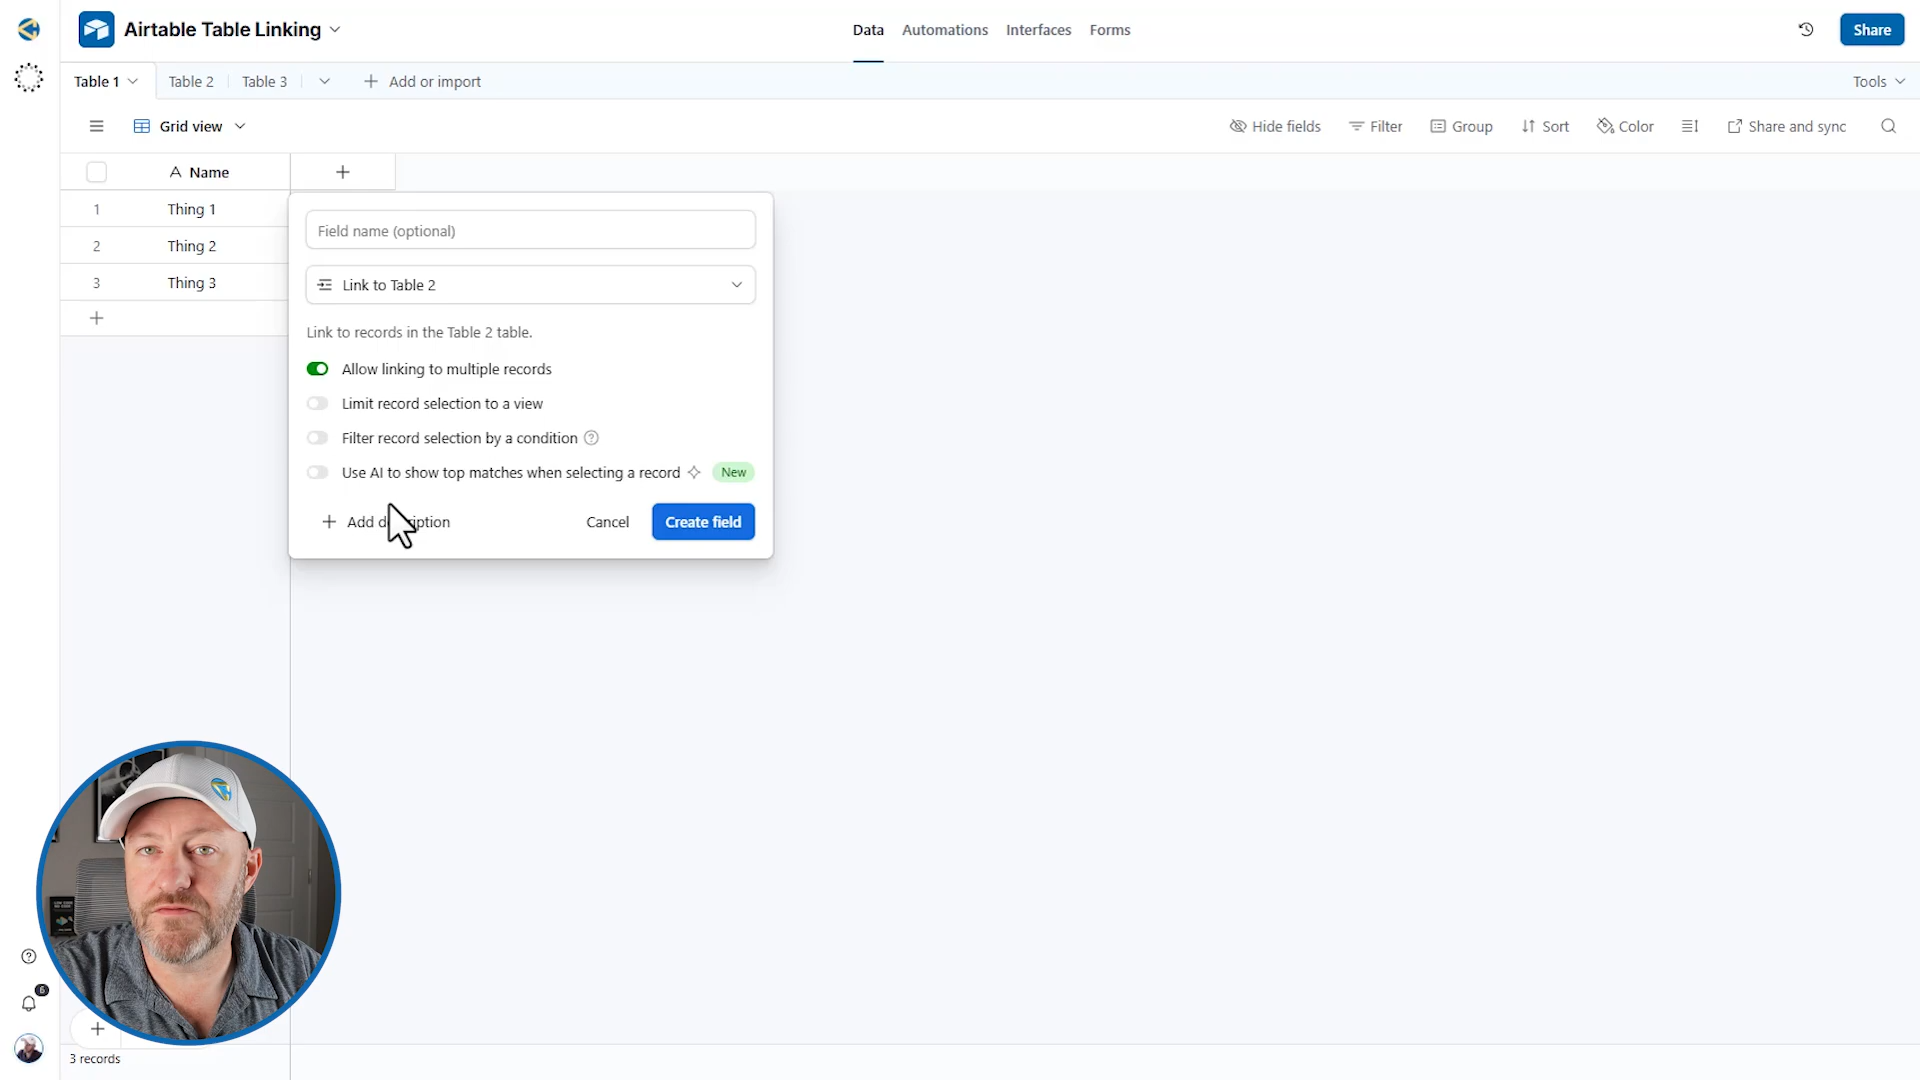 Airtable Table Linking
Data
Automations
Interfaces
Forms
Share
Table 1
Table 2
Table 3
Add or import
Tools
Grid view
Hide fields
Filter
Group
Sort
Color
Share and sync
Name
1 Thing 1
2 Thing 2
3 Thing 3
Field name (optional)
Link to Table 2
Link to records in the Table 2 table.
Allow linking to multiple records
Limit record selection to a view
Filter record selection by a condition
Use AI to show top matches when selecting a record New
Cancel
Create field
6
3 records